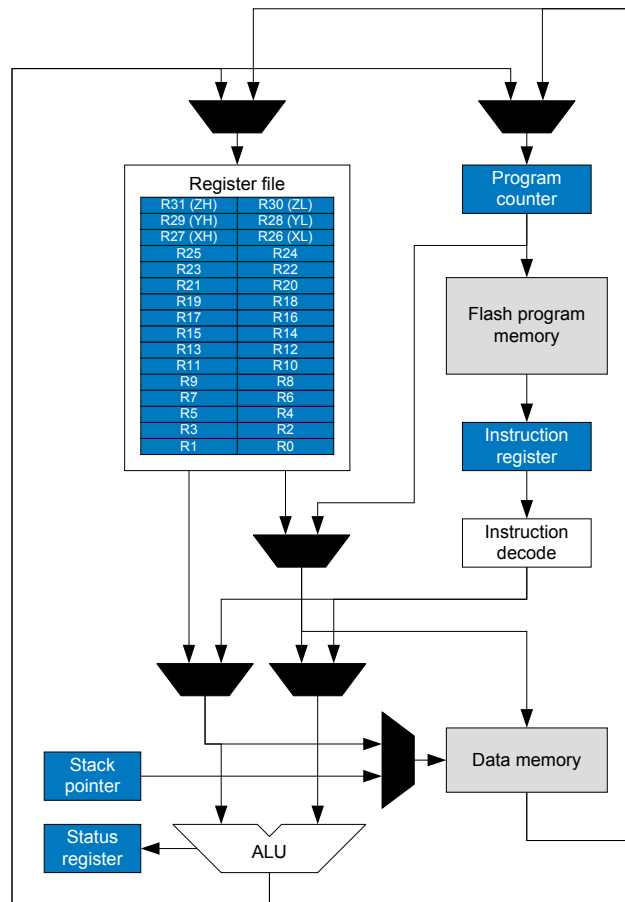 Register file
R31 (ZH) R30 (ZL)
R29 (YH) R28 (YL)
R27 (XH) R26 (XL)
R25 R24
R23 R22
R21 R20
R19 R18
R17 R16
R15 R14
R13 R12
R11 R10
R9 R8
R7 R6
R5 R4
R3 R2
R1 R0
Program
counter
Flash program
memory
Instruction
register
Instruction
decode
Stack
pointer
Data memory
Status
register
ALU